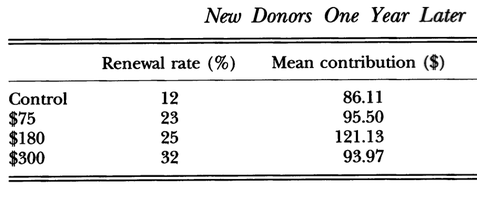 New Donors One Year Later
Renewal rate (%) Mean contribution ($)
Control 12 86.11
$75 23 95.50
$180 25 121.13
$300 32 93.97